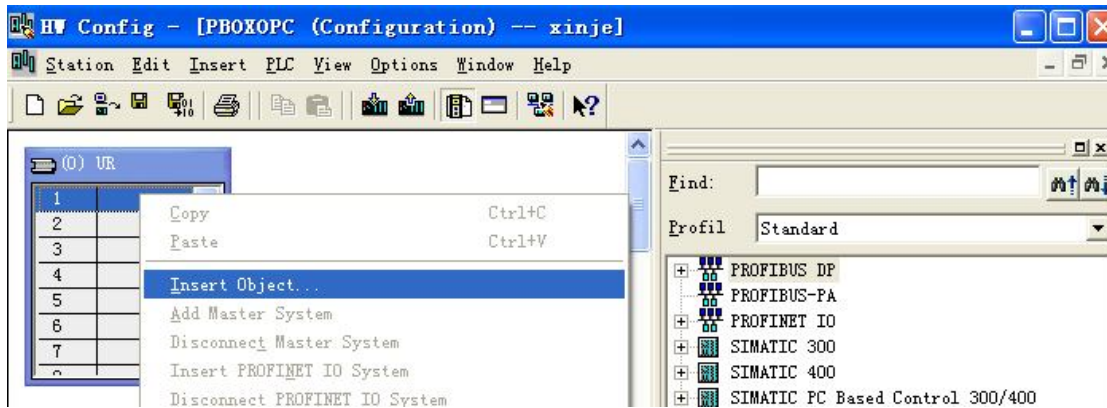 HW Config - [PBOXOPC (Configuration) -- xinje]
Station Edit Insert PLC View Options Window Help
(0) UR
1
2
3
4
5
6
7
Copy Ctrl+C
Paste Ctrl+V
Insert Object...
Add Master System
Disconnect Master System
Insert PROFINET IO System
Disconnect PROFINET IO System
Find:
Profil Standard
PROFIBUS DP
PROFIBUS-PA
PROFINET IO
SIMATIC 300
SIMATIC 400
SIMATIC PC Based Control 300/400